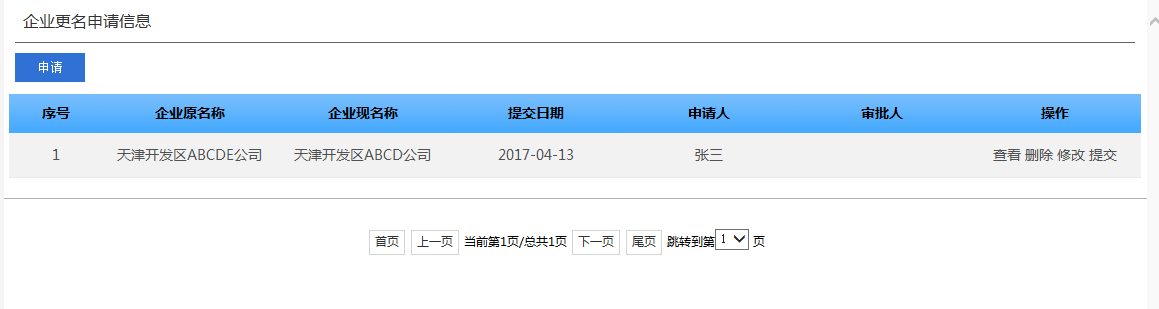 企业更名申请信息
申请
序号 企业原名称 企业现名称 提交日期 申请人 审批人 操作
1 天津开发区ABCDE公司 天津开发区ABCD公司 2017-04-13 张三 查看 删除 修改 提交
首页 上一页 当前第1页/总共1页 下一页 尾页 跳转到第 1 页